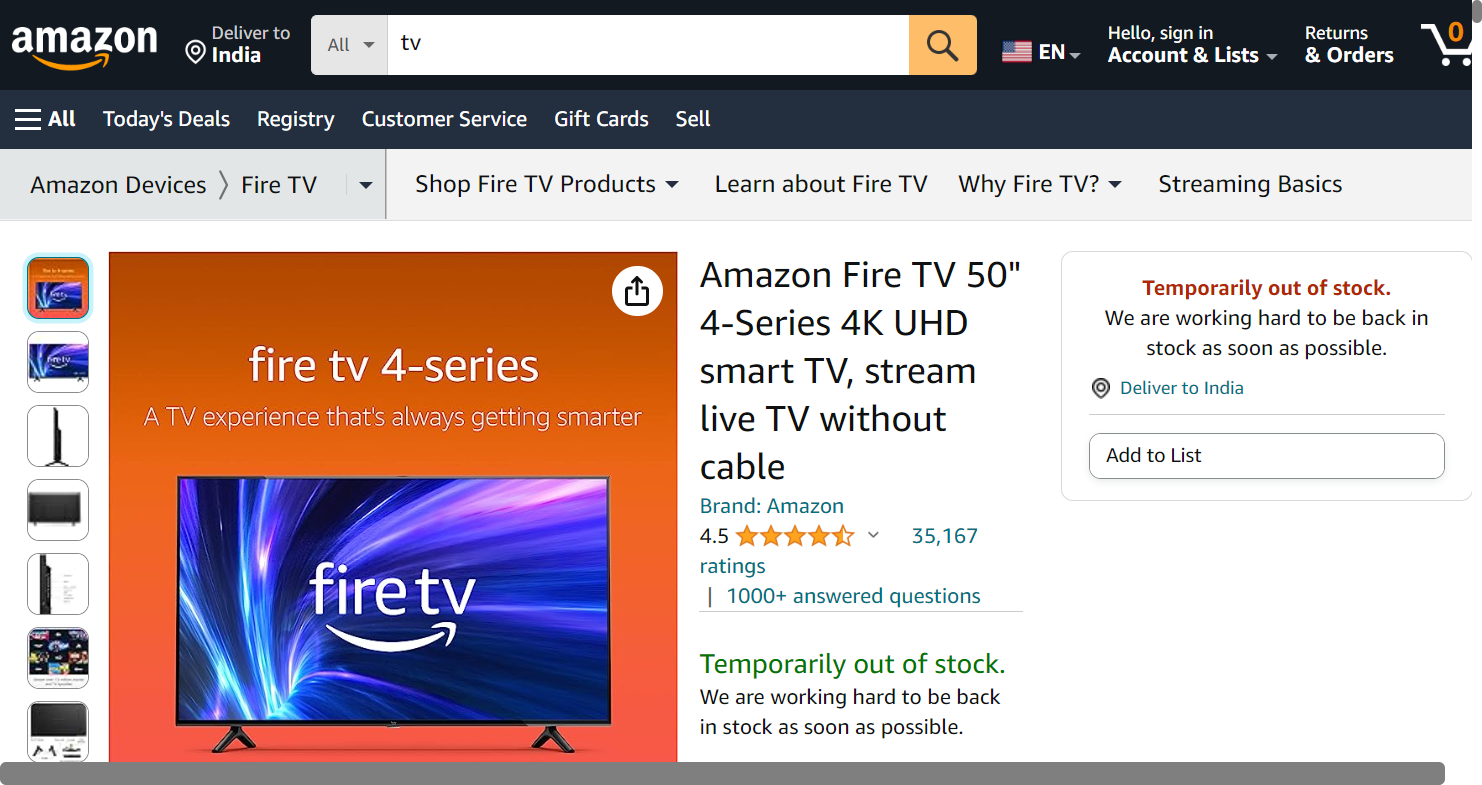 amazon
Deliver to
India
All
tv
EN
Hello, sign in
Account & Lists
Returns
& Orders
0
All
Today's Deals
Registry
Customer Service
Gift Cards
Sell
Amazon Devices
Fire TV
Shop Fire TV Products
Learn about Fire TV
Why Fire TV?
Streaming Basics
fire tv 4-series
A TV experience that's always getting smarter
fire tv
Amazon Fire TV 50"
4-Series 4K UHD
smart TV, stream
live TV without
cable
Brand: Amazon
4.5
35,167
ratings
| 1000+ answered questions
Temporarily out of stock.
We are working hard to be back
in stock as soon as possible.
Temporarily out of stock.
We are working hard to be back in
stock as soon as possible.
Deliver to India
Add to List